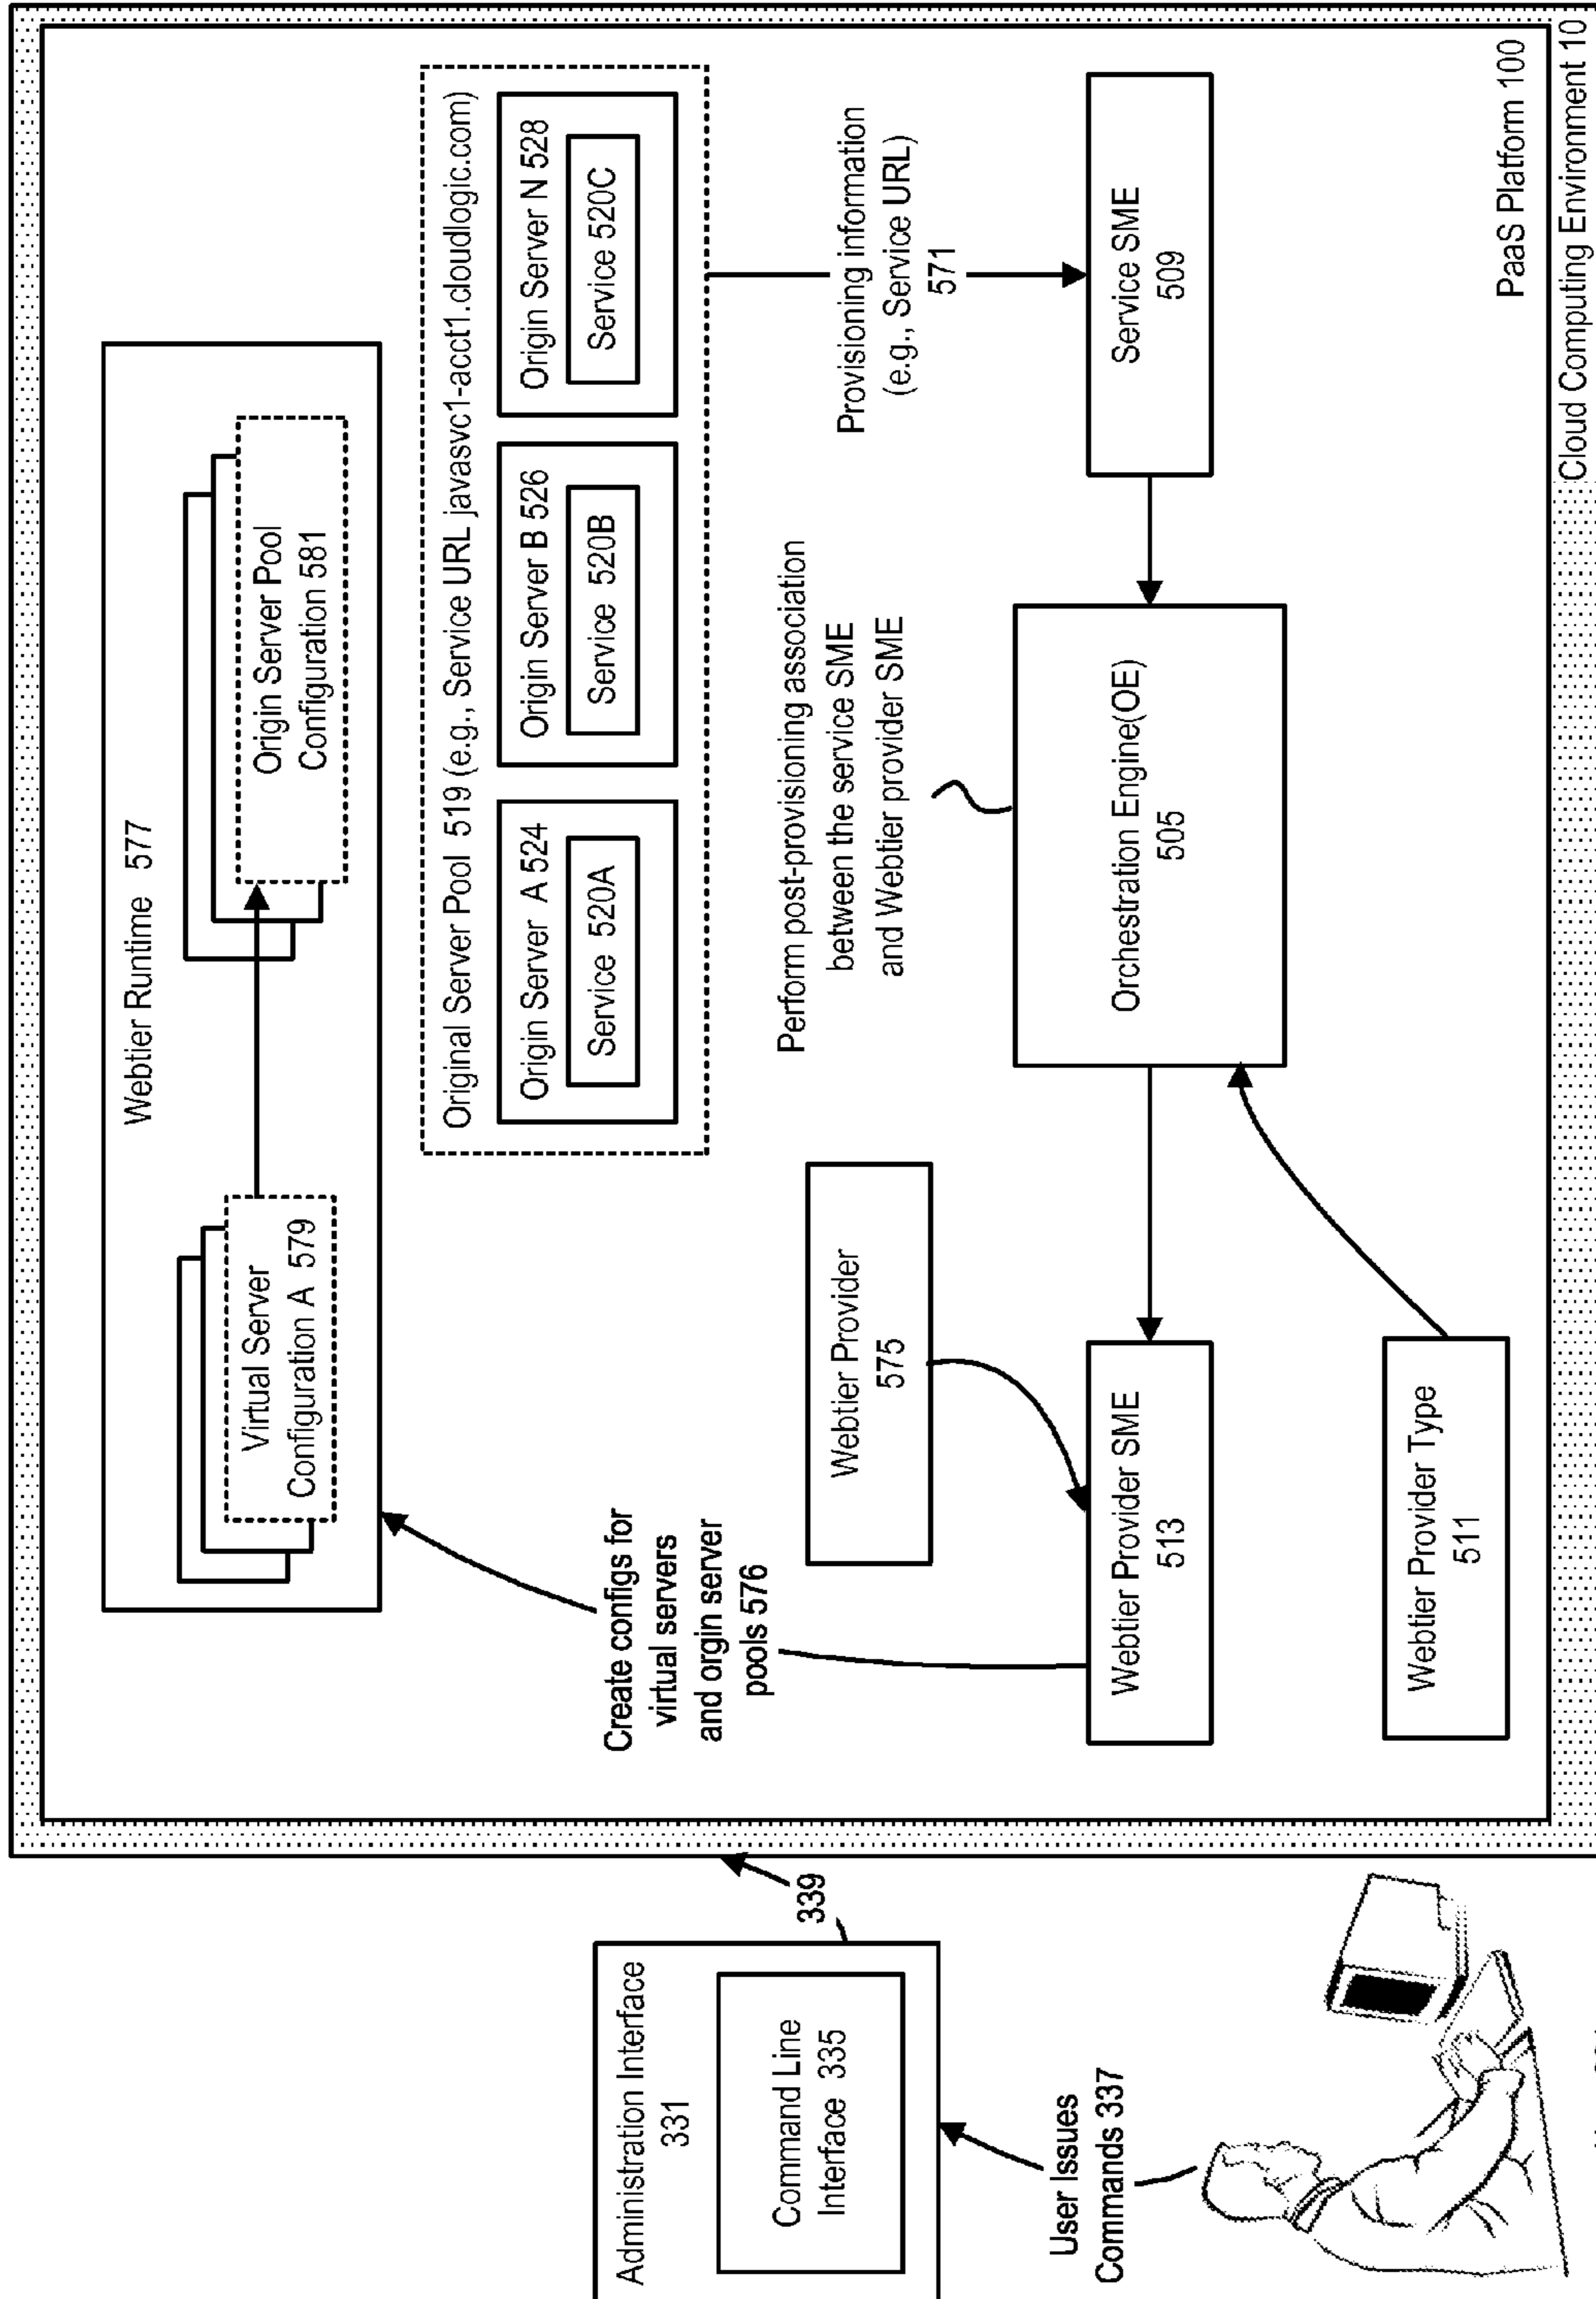 Administration Interface
331
Command Line
Interface 335
339
User Issues
Commands 337
Webtier Runtime 577
Virtual Server
Configuration A 579
Origin Server Pool
Configuration 581
Original Server Pool 519 (e.g., Service URL javasvc1-acct1.cloudlogic.com)
Origin Server A 524
Service 520A
Origin Server B 526
Service 520B
Origin Server N 528
Service 520C
Create configs for
virtual servers
and orgin server
pools 576
Webtier Provider
575
Perform post-provisioning association
between the service SME
and Webtier provider SME
Provisioning information
(e.g., Service URL)
571
Webtier Provider SME
513
Orchestration Engine(OE)
505
Service SME
509
Webtier Provider Type
511
PaaS Platform 100
Cloud Computing Environment 10